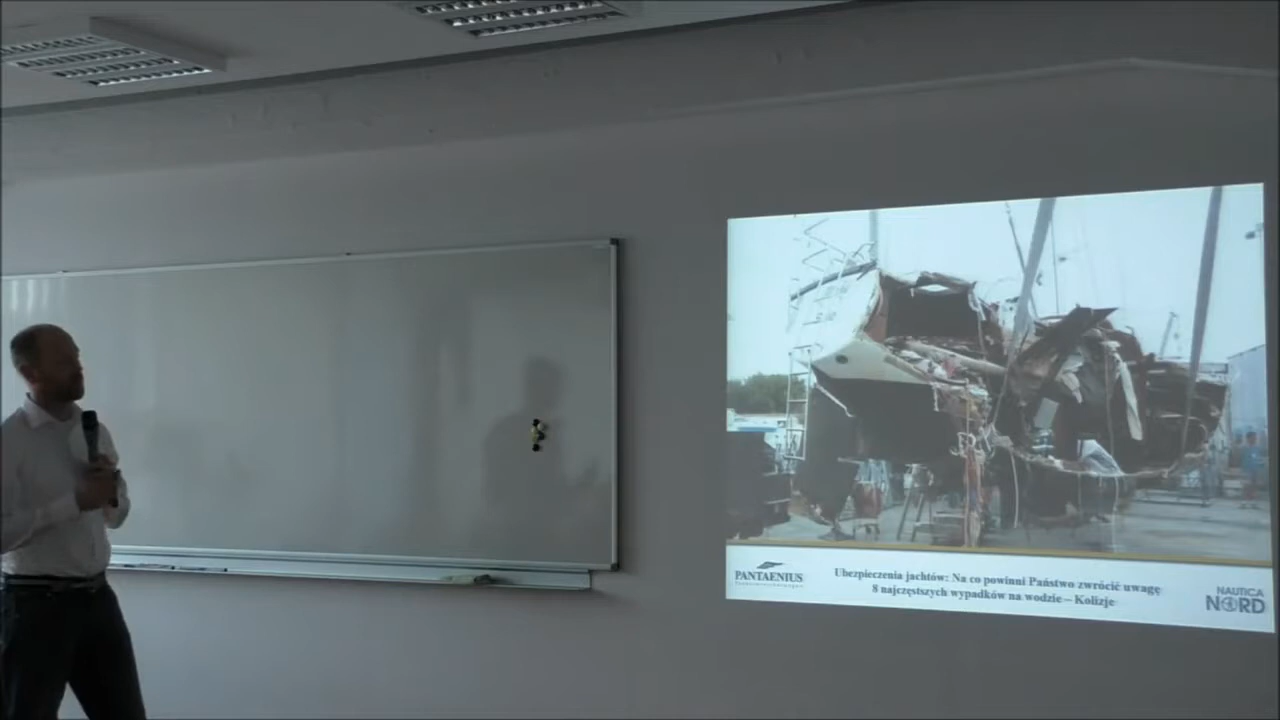 PANTAENIUS
Ubezpieczenia jachtów: Na co powinni Państwo zwrócić uwagę
8 najczęstszych wypadków na wodzie – Kolizje
NAUTICA
NORD